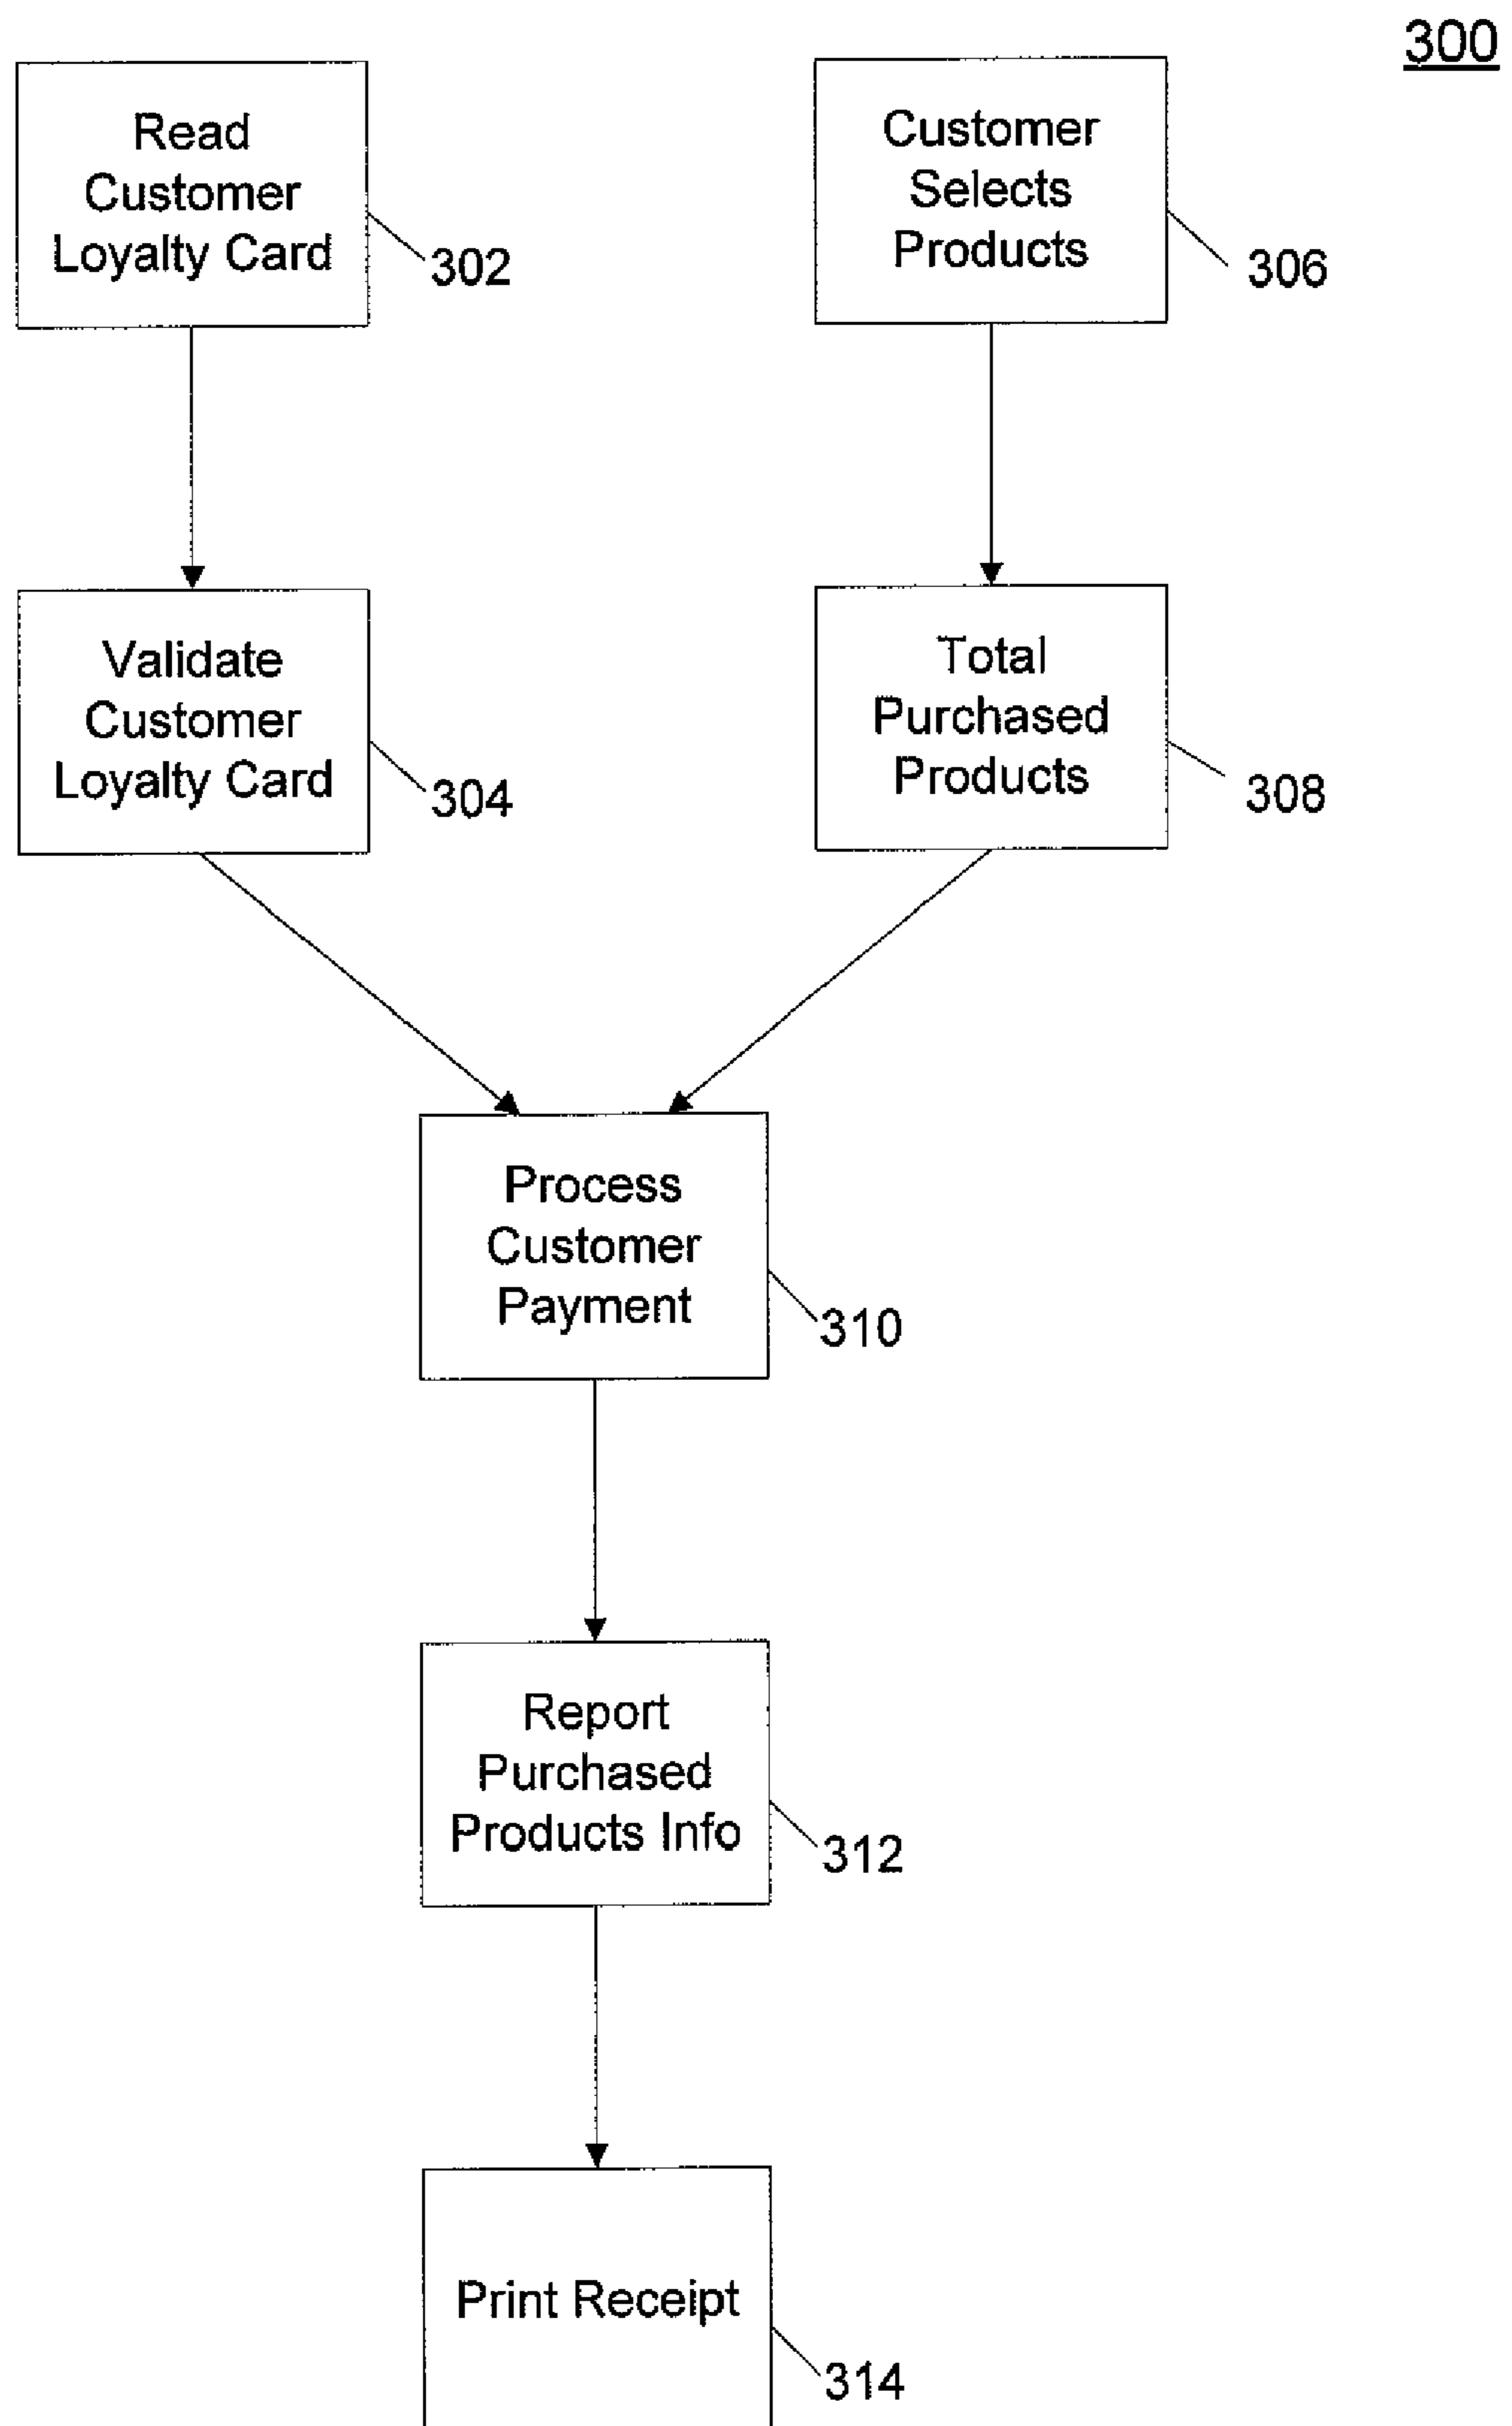 300
Read
Customer
Loyalty Card
302
Customer
Selects
Products
306
Validate
Customer
Loyalty Card
304
Total
Purchased
Products
308
Process
Customer
Payment
310
Report
Purchased
Products Info
312
Print Receipt
314